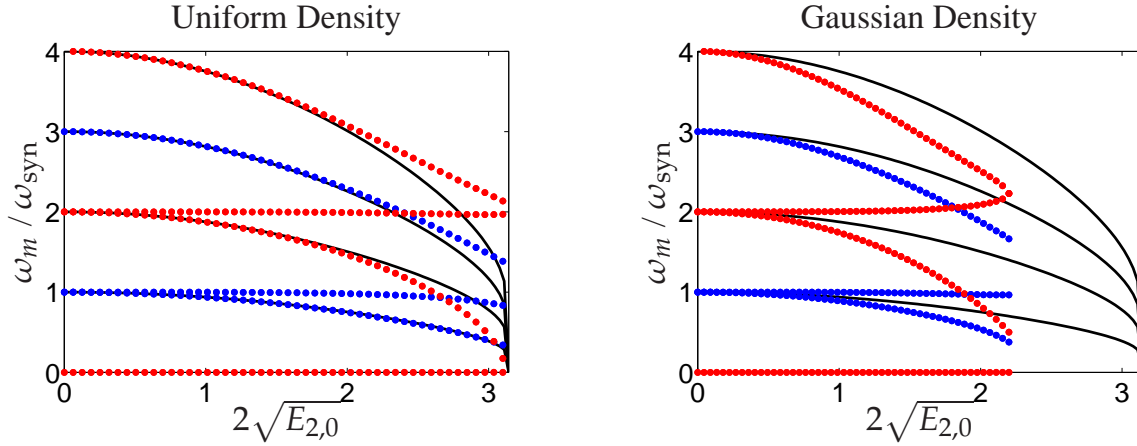 Uniform Density
4
3
2
1
0
0 1 2 3
ω_m / ω_syn
2√E_{2,0}
Gaussian Density
4
3
2
1
0
0 1 2 3
ω_m / ω_syn
2√E_{2,0}